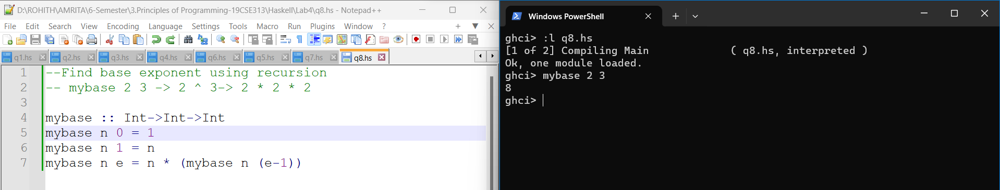 D:\ROHITH\AMRITA\6-Semester\3.Principles of Programming-19CSE313\Haskell\Lab4\q8.hs - Notepad++
File Edit Search View Encoding Language Settings Tools Macro Run Plugins Window ?
q1.hs q2.hs q3.hs q4.hs q6.hs q5.hs q7.hs q8.hs
1 --Find base exponent using recursion
2 -- mybase 2 3 -> 2 ^ 3-> 2 * 2 * 2
3
4 mybase :: Int->Int->Int
5 mybase n 0 = 1
6 mybase n 1 = n
7 mybase n e = n * (mybase n (e-1))
Windows PowerShell
ghci> :l q8.hs
[1 of 2] Compiling Main ( q8.hs, interpreted )
Ok, one module loaded.
ghci> mybase 2 3
8
ghci>